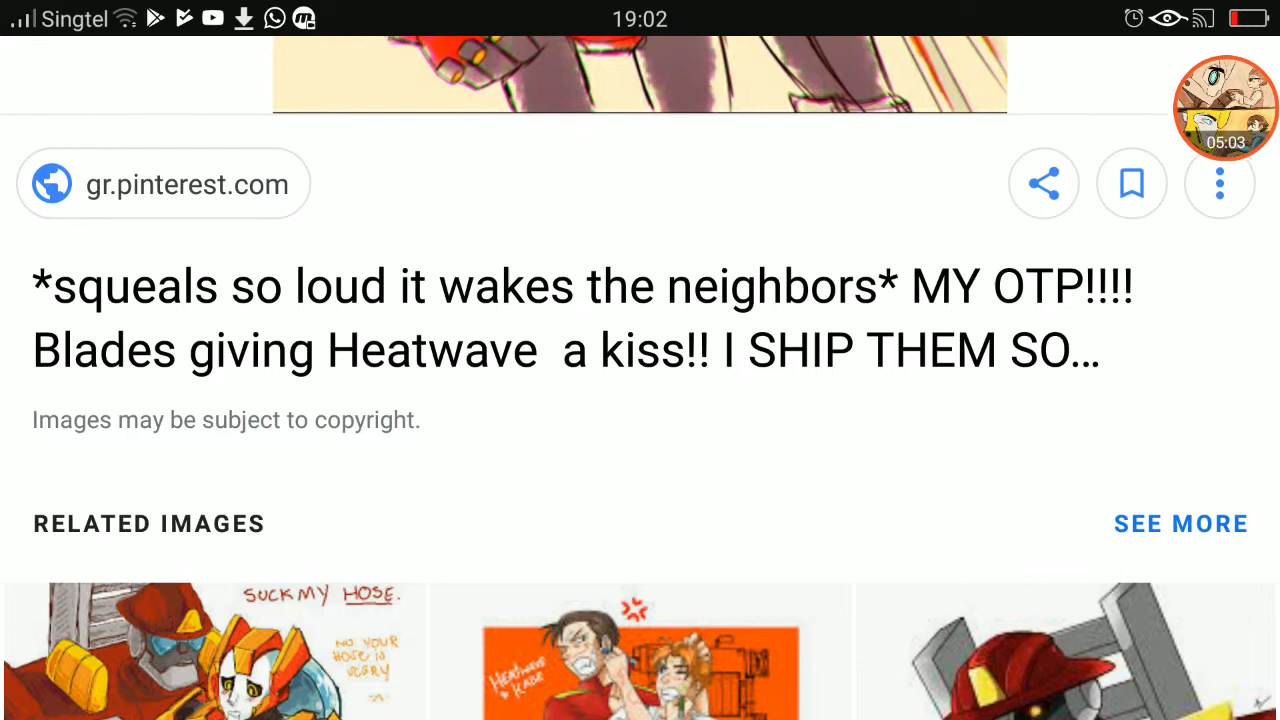 Singtel 19:02
05:03
gr.pinterest.com
*squeals so loud it wakes the neighbors* MY OTP!!!!
Blades giving Heatwave a kiss!! I SHIP THEM SO...
Images may be subject to copyright.
RELATED IMAGES SEE MORE
SUCK MY HOSE.
NO YOUR
HOSE IS
SCARY
HEATWAVE
+ KADE